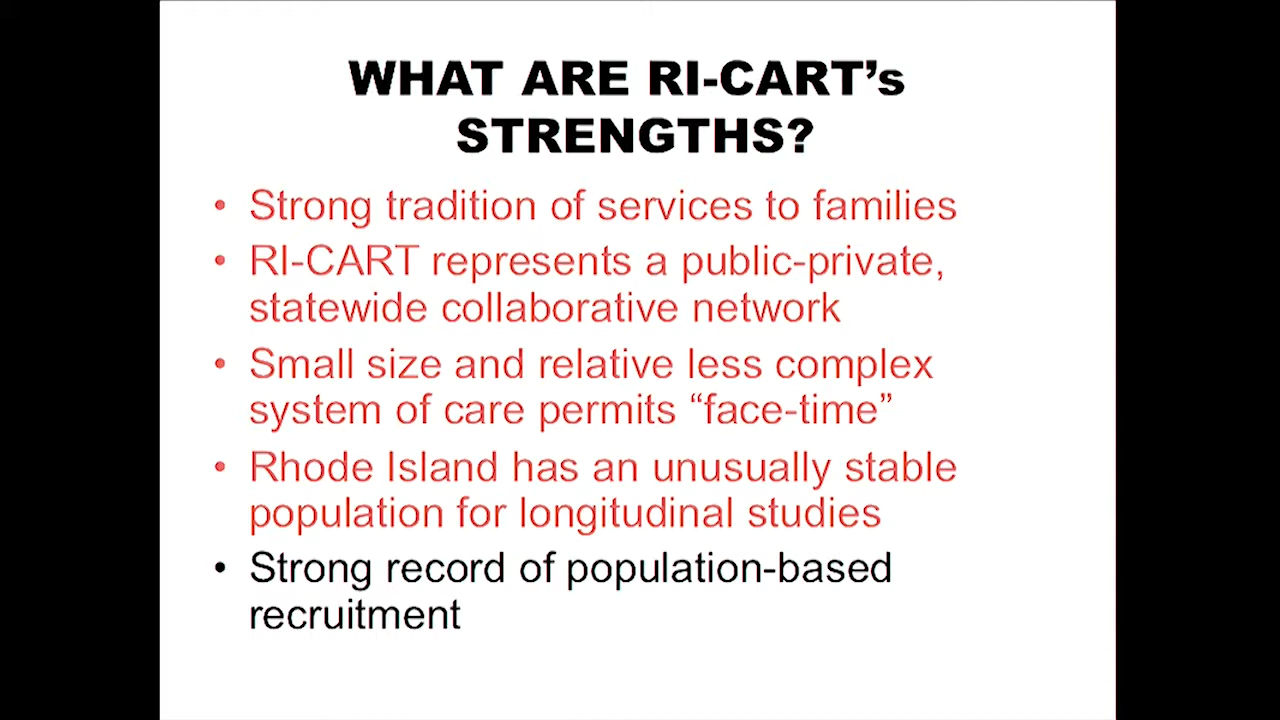 WHAT ARE RI-CART’s
STRENGTHS?
• Strong tradition of services to families
• RI-CART represents a public-private,
statewide collaborative network
• Small size and relative less complex
system of care permits “face-time”
• Rhode Island has an unusually stable
population for longitudinal studies
• Strong record of population-based
recruitment